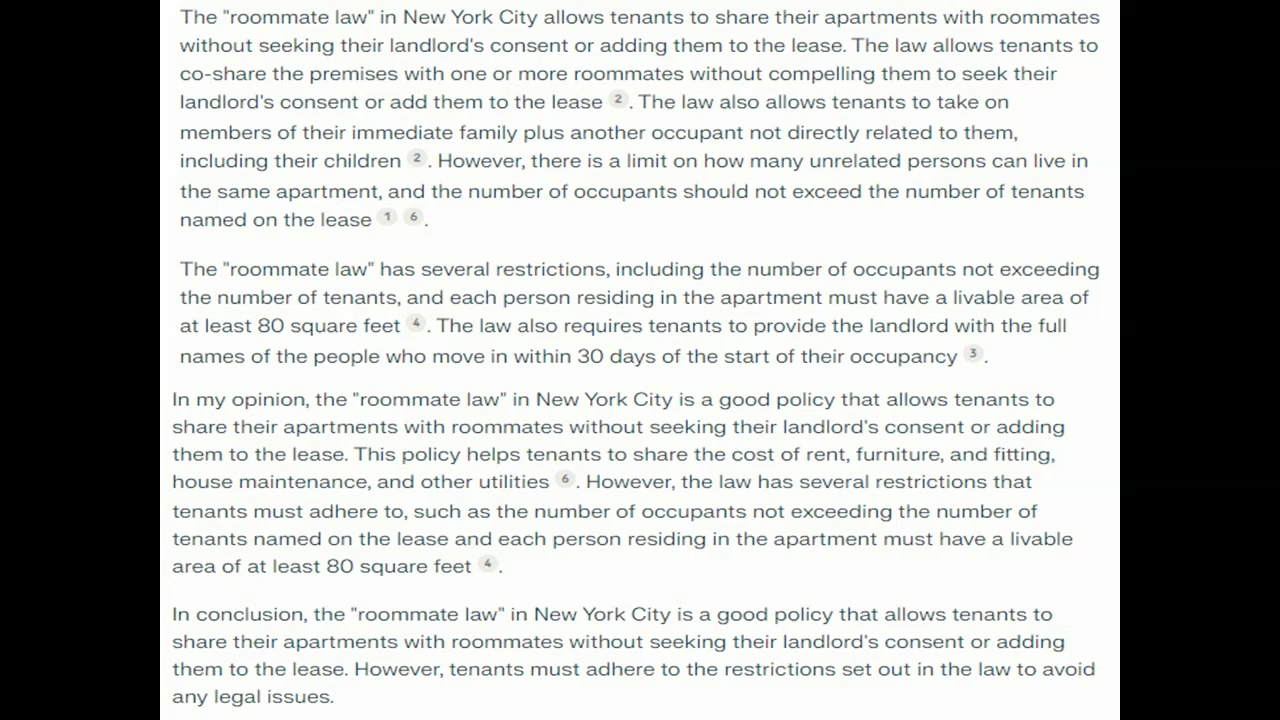 The "roommate law" in New York City allows tenants to share their apartments with roommates
without seeking their landlord's consent or adding them to the lease. The law allows tenants to
co-share the premises with one or more roommates without compelling them to seek their
landlord's consent or add them to the lease 2. The law also allows tenants to take on
members of their immediate family plus another occupant not directly related to them,
including their children 2. However, there is a limit on how many unrelated persons can live in
the same apartment, and the number of occupants should not exceed the number of tenants
named on the lease 1 6.
The "roommate law" has several restrictions, including the number of occupants not exceeding
the number of tenants, and each person residing in the apartment must have a livable area of
at least 80 square feet 4. The law also requires tenants to provide the landlord with the full
names of the people who move in within 30 days of the start of their occupancy 3.
In my opinion, the "roommate law" in New York City is a good policy that allows tenants to
share their apartments with roommates without seeking their landlord's consent or adding
them to the lease. This policy helps tenants to share the cost of rent, furniture, and fitting,
house maintenance, and other utilities 6. However, the law has several restrictions that
tenants must adhere to, such as the number of occupants not exceeding the number of
tenants named on the lease and each person residing in the apartment must have a livable
area of at least 80 square feet 4.
In conclusion, the "roommate law" in New York City is a good policy that allows tenants to
share their apartments with roommates without seeking their landlord's consent or adding
them to the lease. However, tenants must adhere to the restrictions set out in the law to avoid
any legal issues.